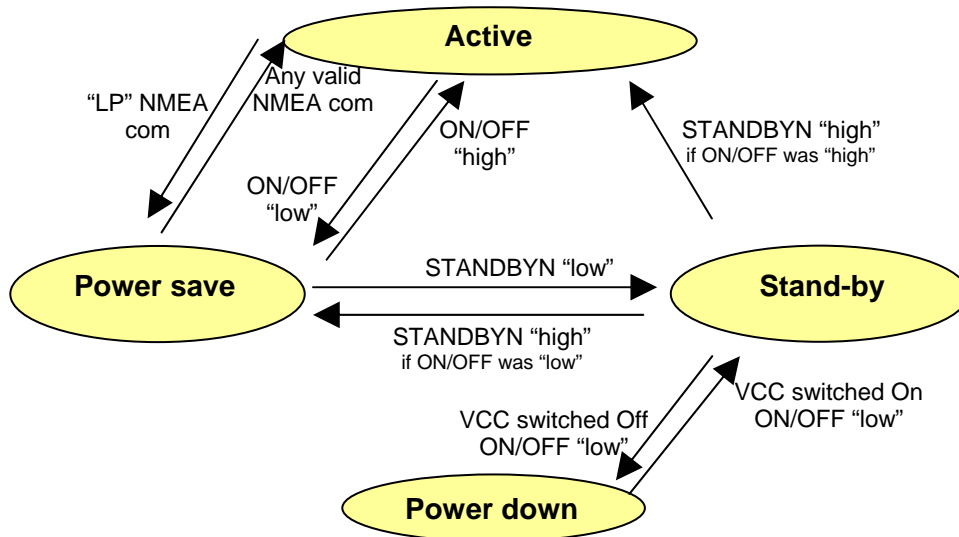 Active
“LP” NMEA
com
Any valid
NMEA com
ON/OFF
“high”
STANDBYN “high”
if ON/OFF was “high”
ON/OFF
“low”
Power save
STANDBYN “low”
Stand-by
STANDBYN “high”
if ON/OFF was “low”
VCC switched Off
ON/OFF “low”
VCC switched On
ON/OFF “low”
Power down